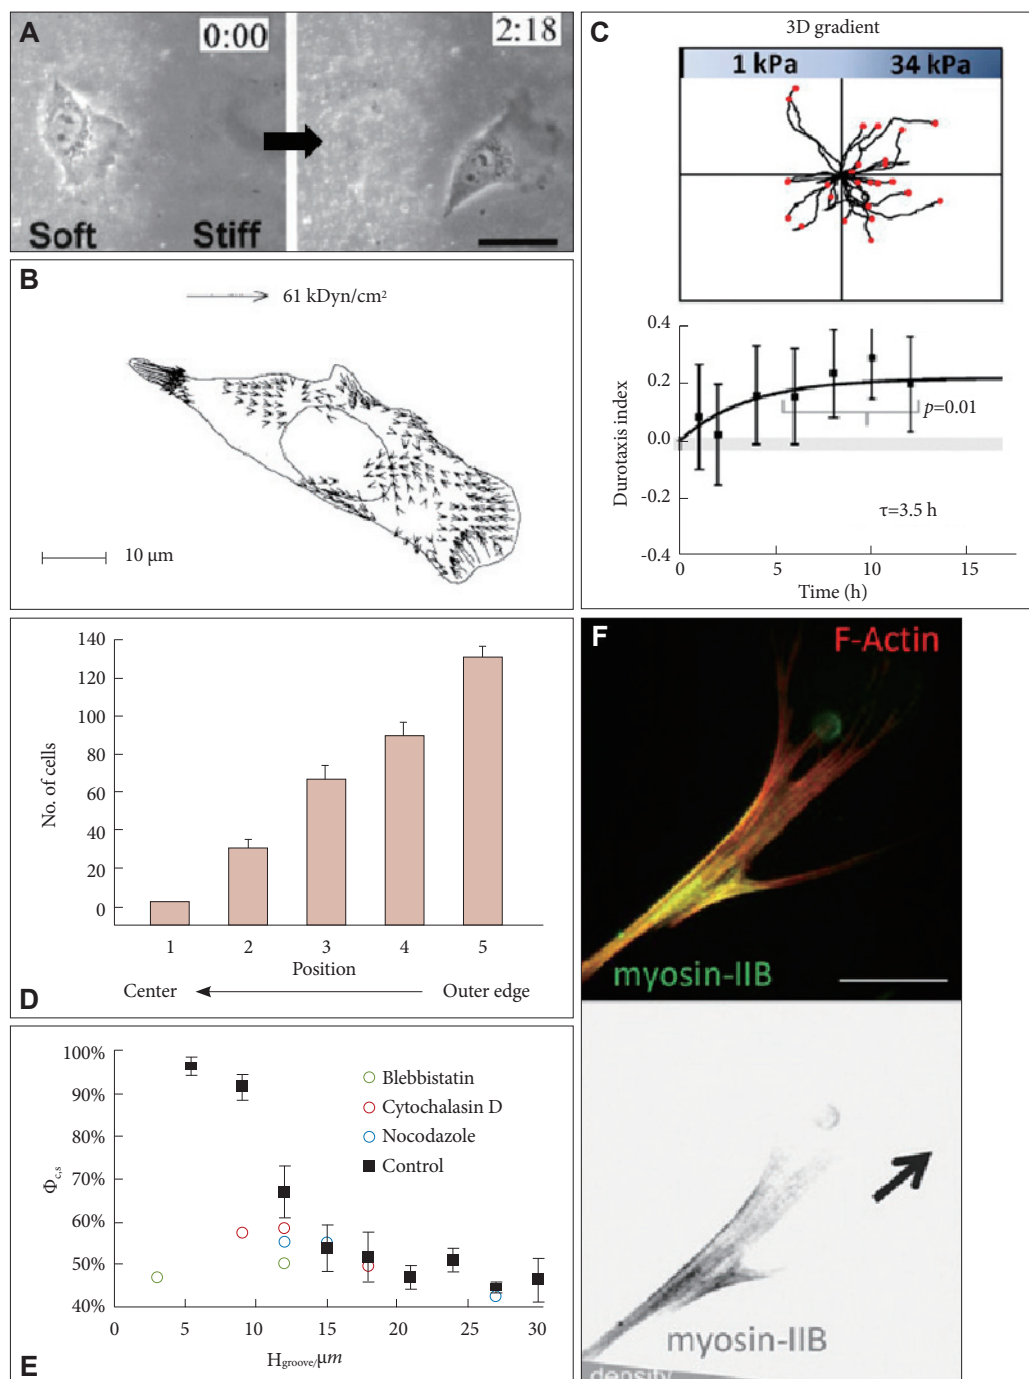 A
0:00
2:18
Soft
Stiff
B
61 kDyn/cm²
10 μm
C
3D gradient
1 kPa
34 kPa
0.4
0.2
0.0
-0.2
-0.4
Durotaxis index
p=0.01
τ=3.5 h
0
5
10
15
Time (h)
140
120
100
80
60
40
20
0
No. of cells
1
2
3
4
5
Position
Center
Outer edge
D
100%
90%
80%
70%
60%
50%
40%
Φc,s
Blebbistatin
Cytochalasin D
Nocodazole
Control
0
5
10
15
20
25
30
Hgroove/μm
E
F
F-Actin
myosin-IIB
myosin-IIB
density